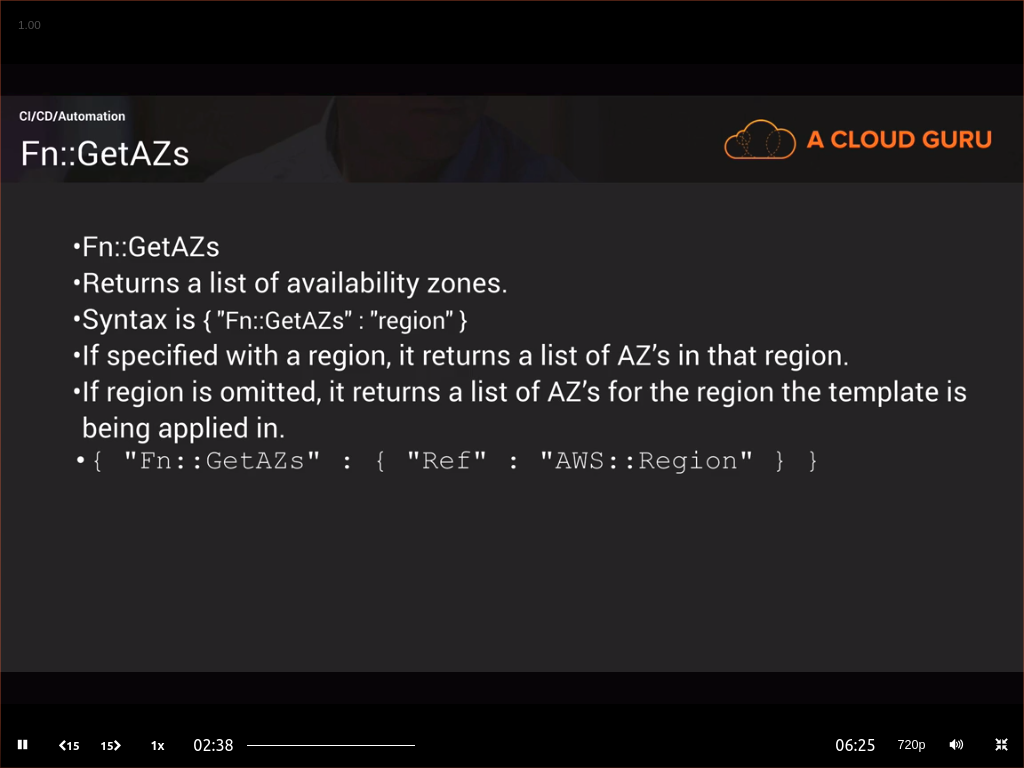 1.00
CI/CD/Automation
Fn::GetAZs
A CLOUD GURU
•Fn::GetAZs
•Returns a list of availability zones.
•Syntax is { "Fn::GetAZs" : "region" }
•If specified with a region, it returns a list of AZ’s in that region.
•If region is omitted, it returns a list of AZ’s for the region the template is
being applied in.
•{ "Fn::GetAZs" : { "Ref" : "AWS::Region" } }
15 15 1x 02:38 06:25 720p